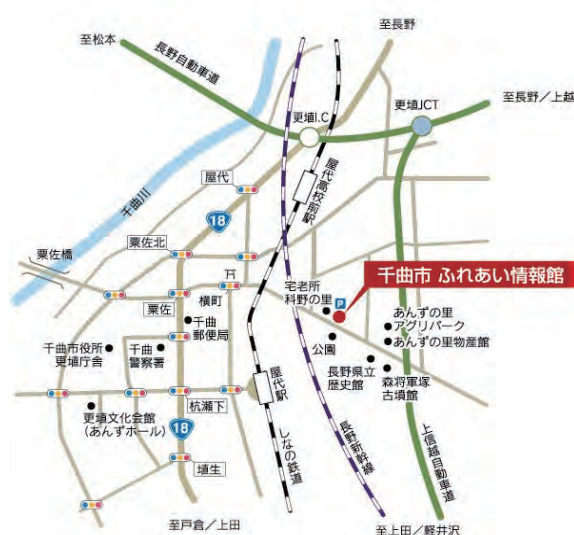 至長野
至松本
長野自動車道
更埴I.C
更埴JCT
至長野／上越
千曲川
屋代
屋代高校前駅
18
粟佐橋
粟佐北
千曲市 ふれあい情報館
粟佐
横町
宅老所
科野の里
P
あんずの里
アグリパーク
あんずの里物産館
千曲
郵便局
公園
千曲市役所
更埴庁舎
千曲
警察署
長野県立
歴史館
森将軍塚
古墳館
屋代駅
杭瀬下
更埴文化会館
（あんずホール）
18
しなの鉄道
長野新幹線
上信越自動車道
埴生
至戸倉／上田
至上田／軽井沢